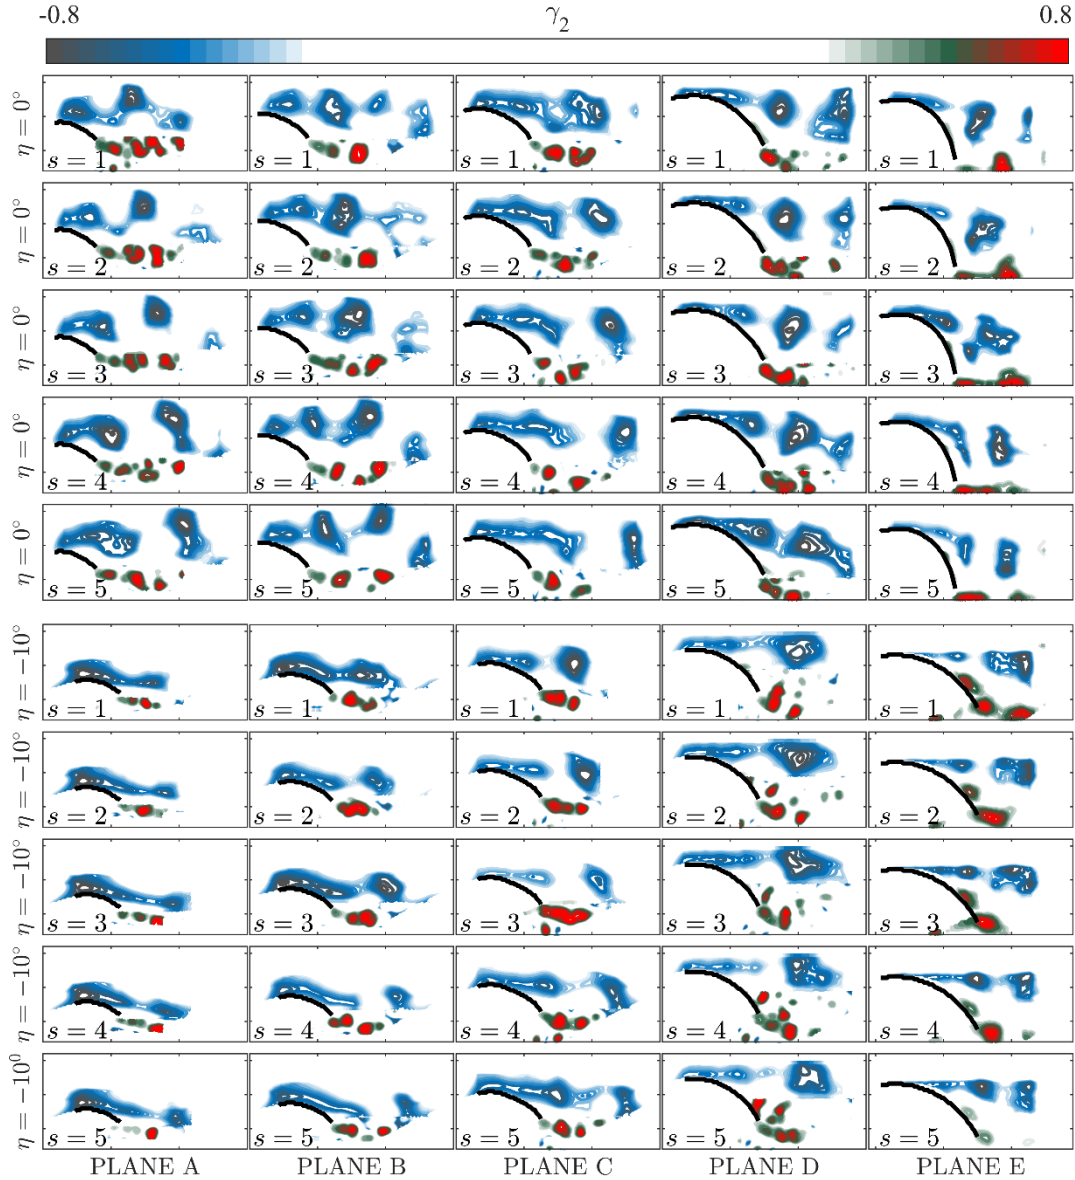 -0.8 γ₂ 0.8
η = 0° s = 1 s = 1 s = 1 s = 1 s = 1
η = 0° s = 2 s = 2 s = 2 s = 2 s = 2
η = 0° s = 3 s = 3 s = 3 s = 3 s = 3
η = 0° s = 4 s = 4 s = 4 s = 4 s = 4
η = 0° s = 5 s = 5 s = 5 s = 5 s = 5
η = −10° s = 1 s = 1 s = 1 s = 1 s = 1
η = −10° s = 2 s = 2 s = 2 s = 2 s = 2
η = −10° s = 3 s = 3 s = 3 s = 3 s = 3
η = −10° s = 4 s = 4 s = 4 s = 4 s = 4
η = −10⁰ s = 5 s = 5 s = 5 s = 5 s = 5
PLANE A PLANE B PLANE C PLANE D PLANE E